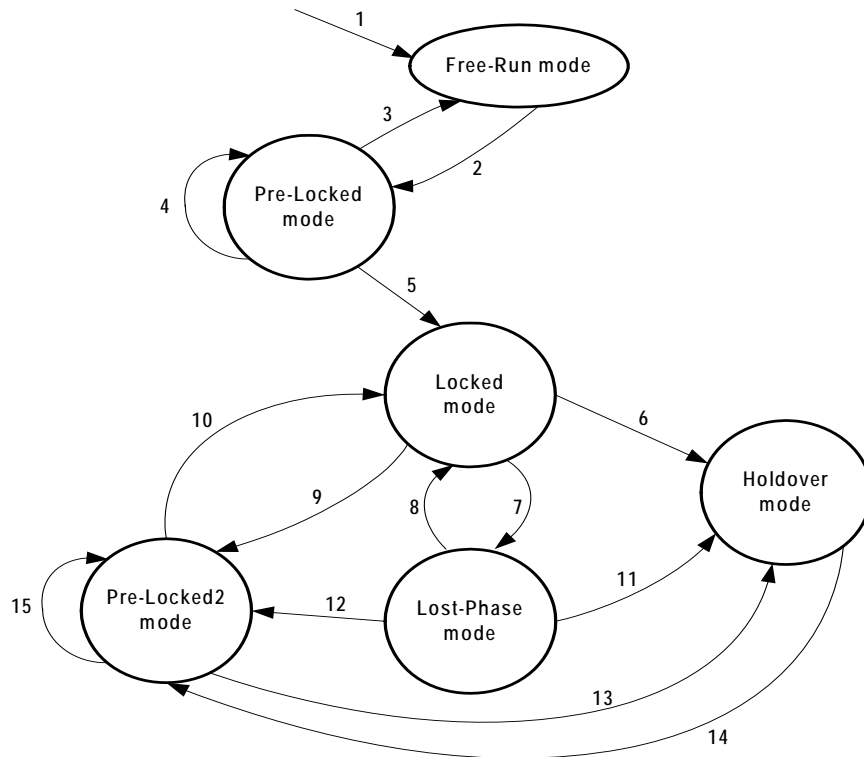 1
Free-Run mode
3
2
Pre-Locked
mode
4
5
Locked
mode
10
6
Holdover
mode
9
8
7
11
15
Pre-Locked2
mode
12
Lost-Phase
mode
13
14